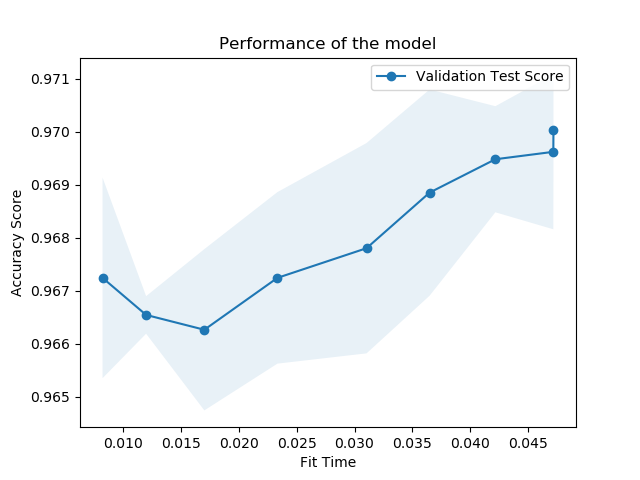 Performance of the model
Validation Test Score
0.971
0.970
0.969
0.968
0.967
0.966
0.965
Accuracy Score
0.010 0.015 0.020 0.025 0.030 0.035 0.040 0.045
Fit Time